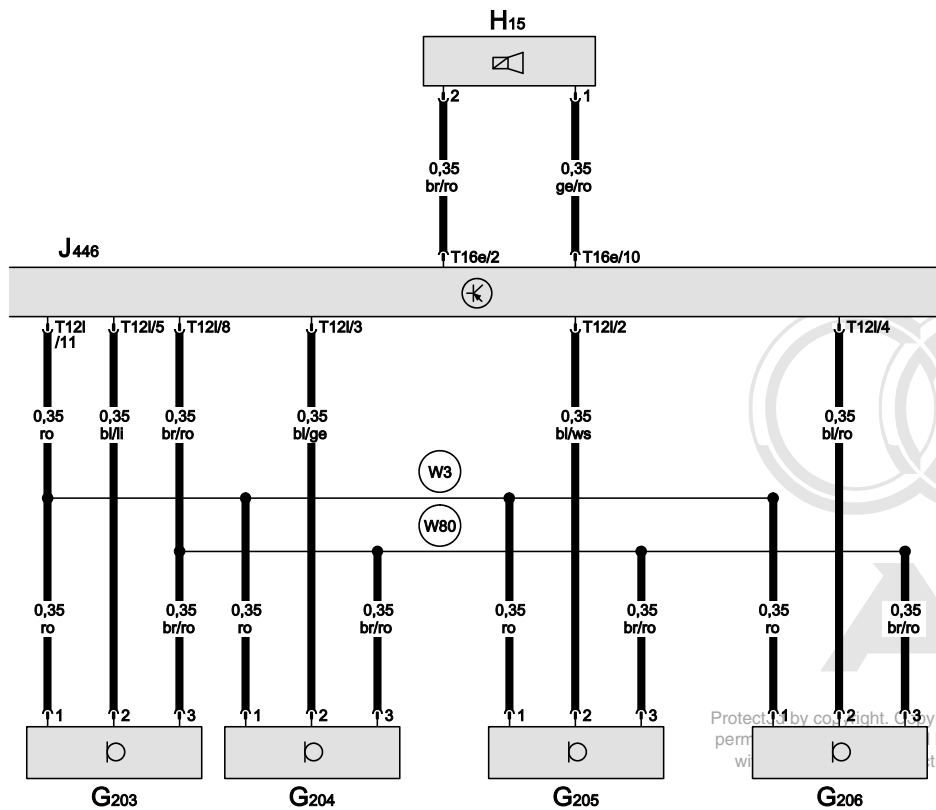 H15
2 1
0,35 0,35
br/ro ge/ro
J446
T16e/2 T16e/10
T12l T12l/5 T12l/8 T12l/3 T12l/2 T12l/4
/11
0,35 0,35 0,35 0,35 0,35 0,35
ro bl/li br/ro bl/ge bl/ws bl/ro
W3
W80
0,35 0,35 0,35 0,35 0,35 0,35 0,35 0,35
ro br/ro ro br/ro ro br/ro ro br/ro
1 2 3 1 2 3 1 2 3 1 2 3
by copyright.
G203 G204 G205 G206